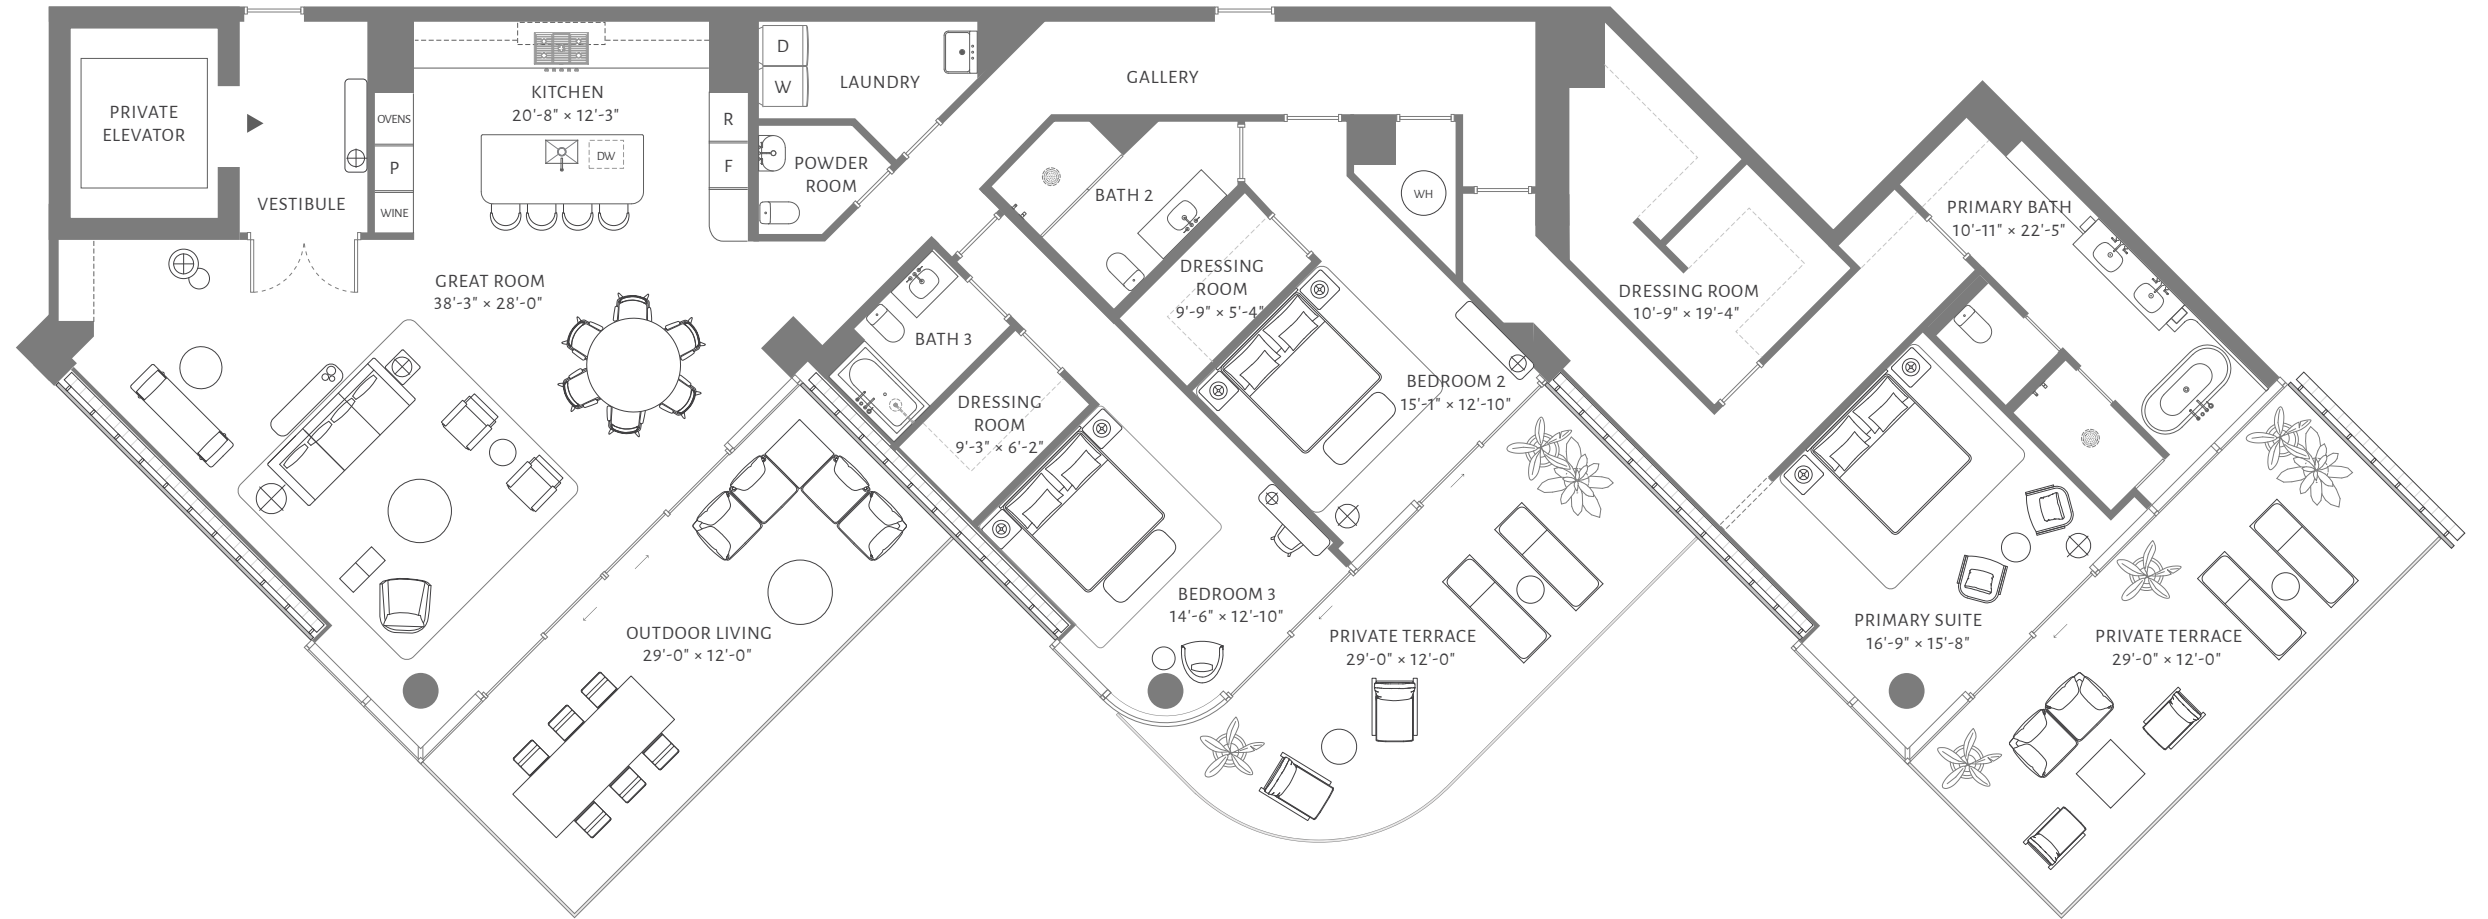 PRIVATE
ELEVATOR
VESTIBULE
OVENS
P
WINE
KITCHEN
20'-8" × 12'-3"
DW
R
F
D
W
LAUNDRY
POWDER
ROOM
GALLERY
GREAT ROOM
38'-3" × 28'-0"
OUTDOOR LIVING
29'-0" × 12'-0"
BATH 3
DRESSING
ROOM
9'-3" × 6'-2"
BEDROOM 3
14'-6" × 12'-10"
BATH 2
DRESSING
ROOM
9'-9" × 5'-4"
WH
BEDROOM 2
15'-1" × 12'-10"
PRIVATE TERRACE
29'-0" × 12'-0"
DRESSING ROOM
10'-9" × 19'-4"
PRIMARY BATH
10'-11" × 22'-5"
PRIMARY SUITE
16'-9" × 15'-8"
PRIVATE TERRACE
29'-0" × 12'-0"